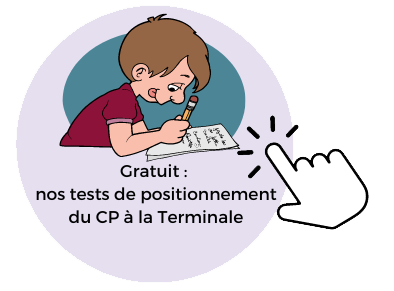 Gratuit :
nos tests de positionnement
du CP à la Terminale